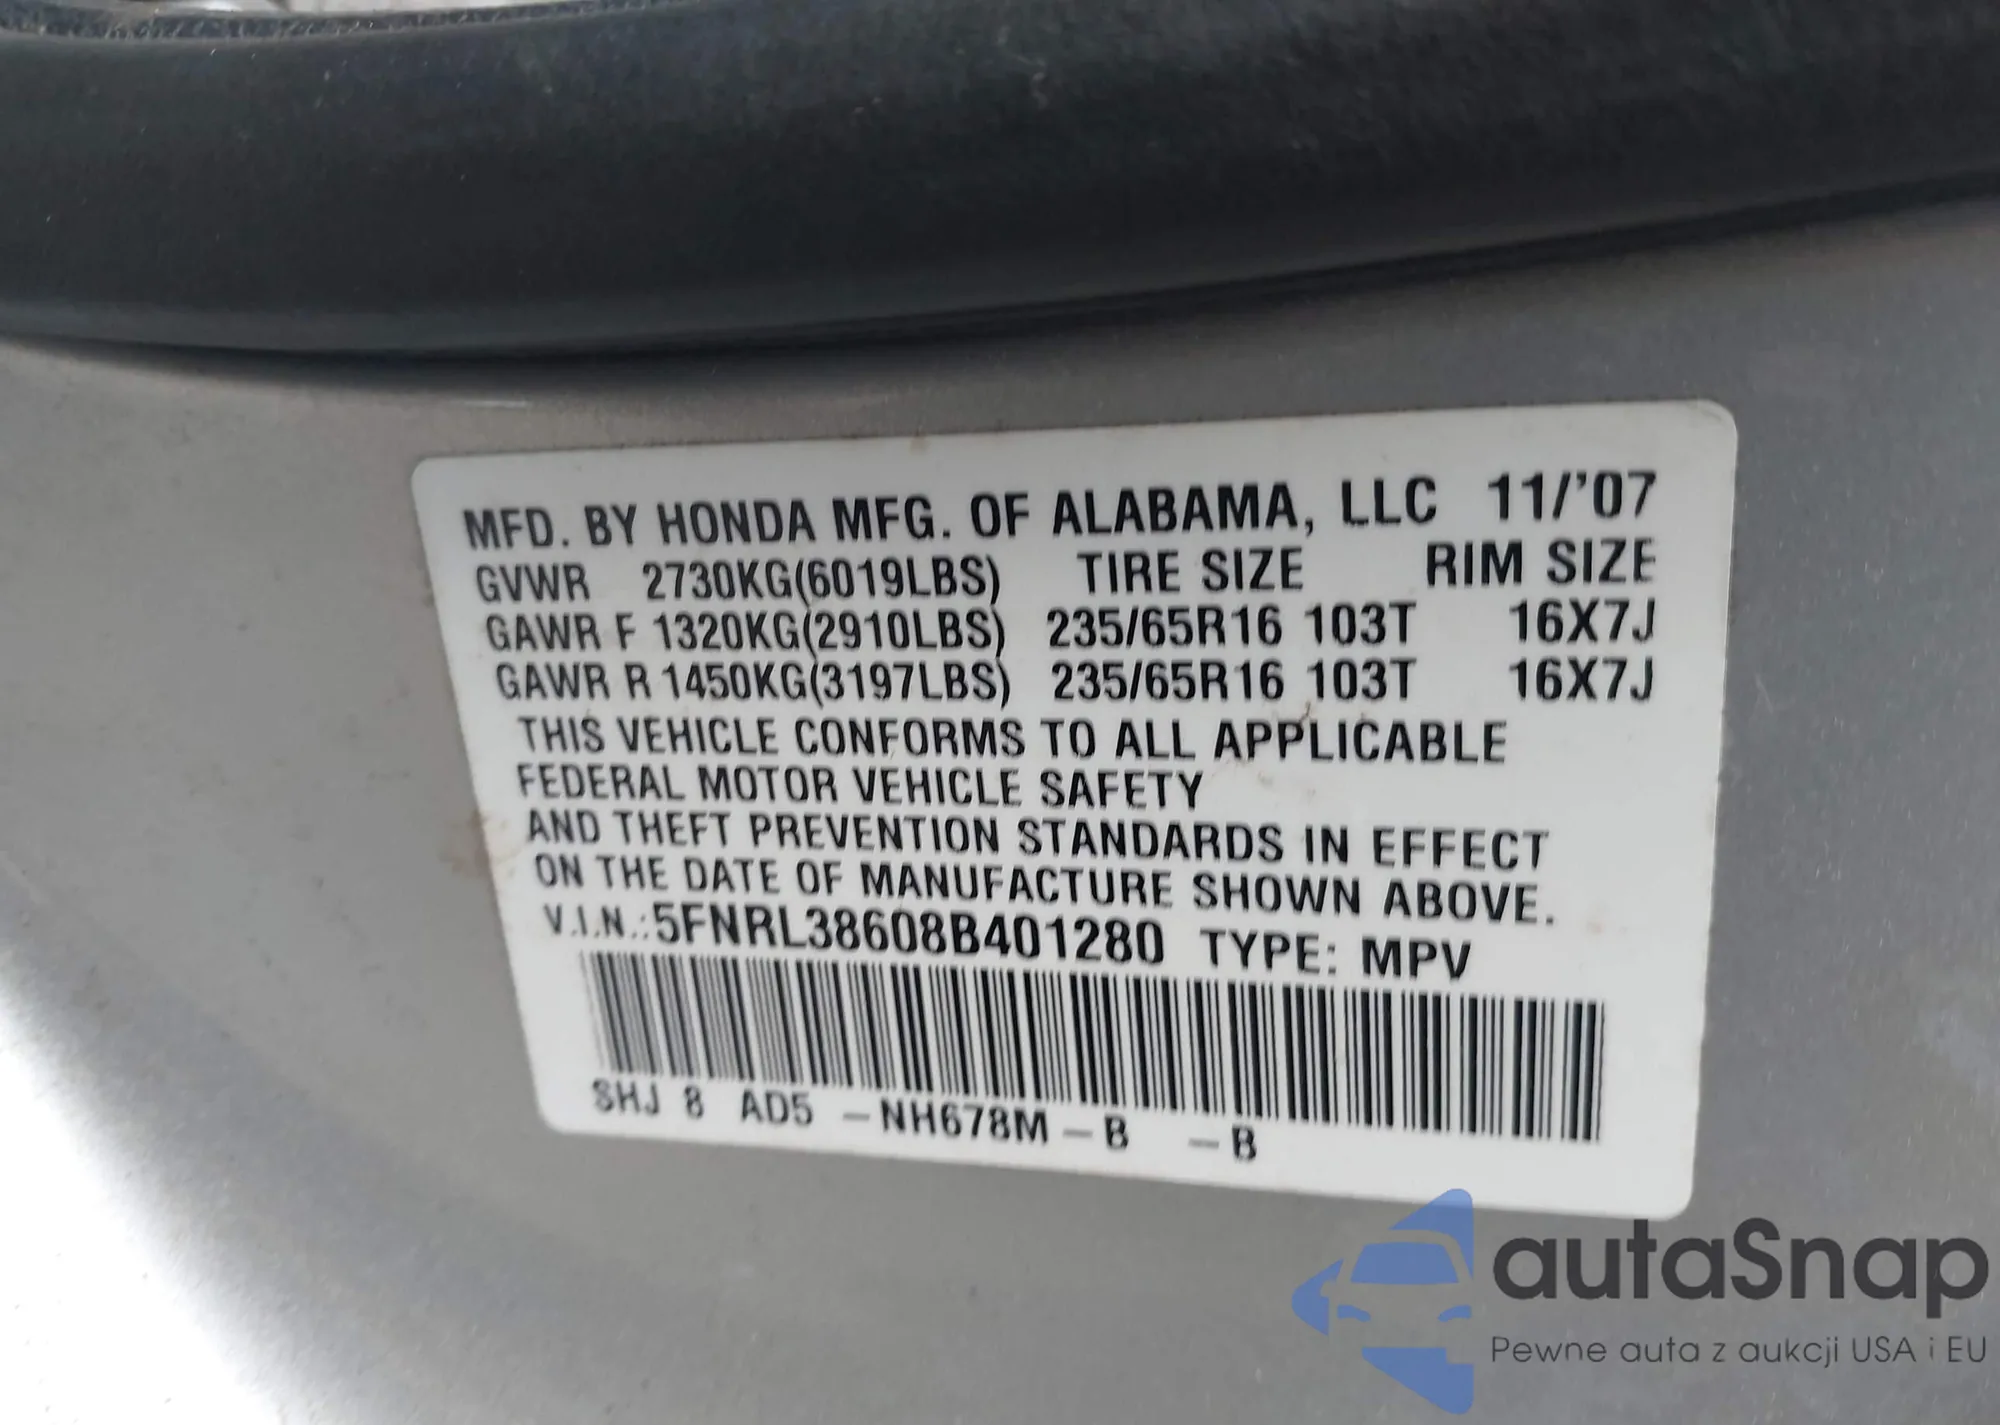 MFD. BY HONDA MFG. OF ALABAMA, LLC 11/'07
GVWR 2730KG(6019LBS) TIRE SIZE RIM SIZE
GAWR F 1320KG(2910LBS) 235/65R16 103T 16X7J
GAWR R 1450KG(3197LBS) 235/65R16 103T 16X7J
THIS VEHICLE CONFORMS TO ALL APPLICABLE
FEDERAL MOTOR VEHICLE SAFETY
AND THEFT PREVENTION STANDARDS IN EFFECT
ON THE DATE OF MANUFACTURE SHOWN ABOVE.
V.I.N.:5FNRL38608B401280 TYPE: MPV
SHJ 8 AD5 -NH678M-B -B
autaSnap
Pewne auta z aukcji USA i EU